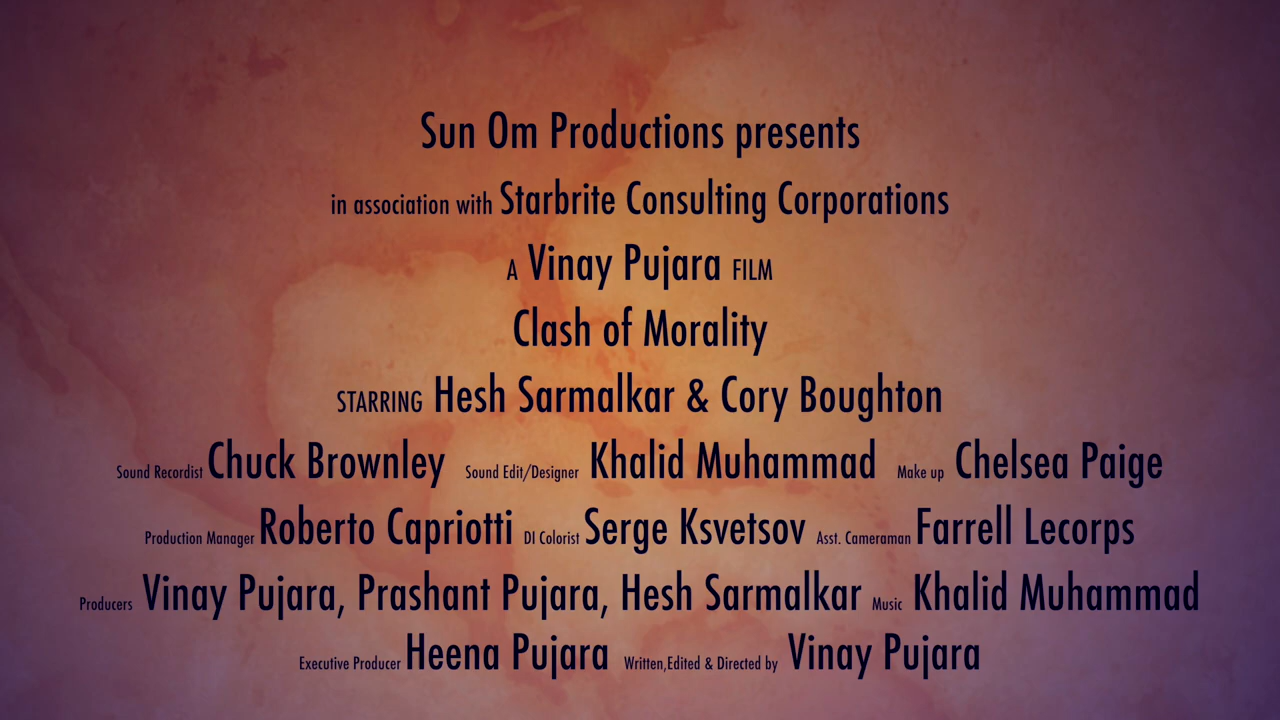 Sun Om Productions presents
in association with Starbrite Consulting Corporations
A Vinay Pujara FILM
Clash of Morality
STARRING Hesh Sarmalkar & Cory Boughton
Sound Recordist Chuck Brownley Sound Edit/Designer Khalid Muhammad Make up Chelsea Paige
Production Manager Roberto Capriotti DI Colorist Serge Ksvetsov Asst. Cameraman Farrell Lecorps
Producers Vinay Pujara, Prashant Pujara, Hesh Sarmalkar Music Khalid Muhammad
Executive Producer Heena Pujara Written,Edited & Directed by Vinay Pujara